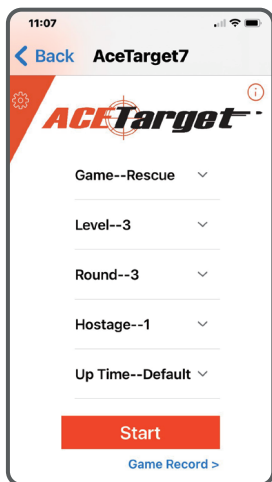 11:07
Back AceTarget7
ACETarget
Game--Rescue
Level--3
Round--3
Hostage--1
Up Time--Default
Start
Game Record >